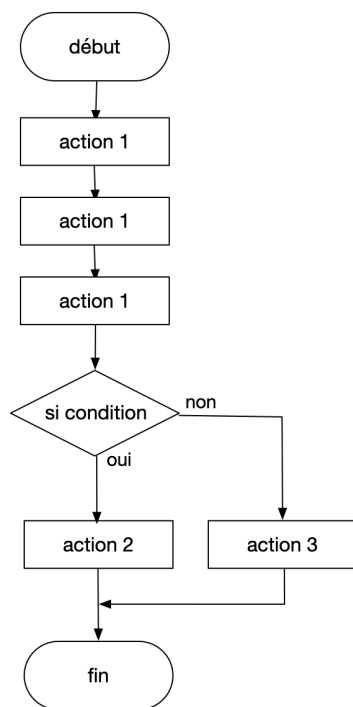 début
action 1
action 1
action 1
si condition
non
oui
action 2
action 3
fin